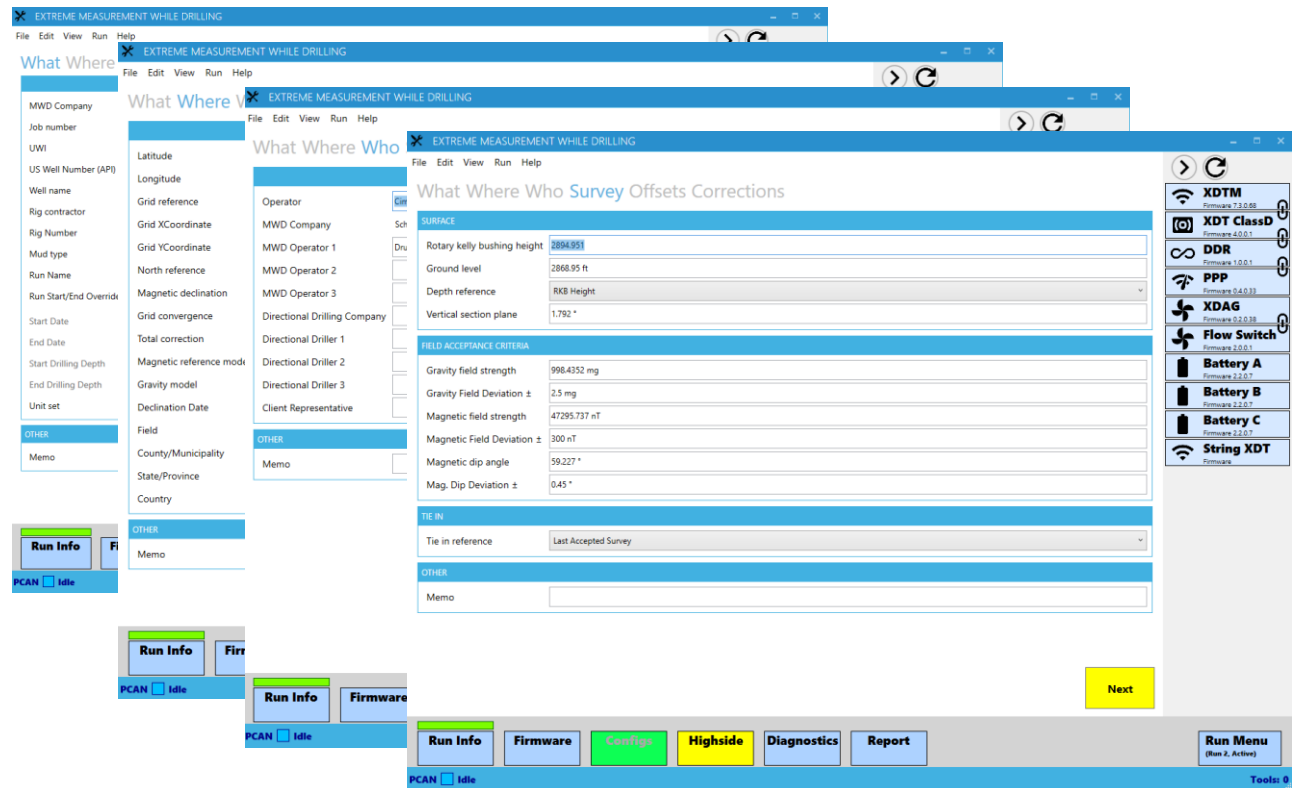 EXTREME MEASUREMENT WHILE DRILLING
File Edit View Run Help
What Where
MWD Company
Job number
UWI
US Well Number (API)
Well name
Rig contractor
Rig Number
Mud type
Run Name
Run Start/End Override
Start Date
End Date
Start Drilling Depth
End Drilling Depth
Unit set
OTHER
Memo
Run Info
PCAN Idle
EXTREME MEASUREMENT WHILE DRILLING
File Edit View Run Help
What Where W
Latitude
Longitude
Grid reference
Grid XCoordinate
Grid YCoordinate
North reference
Magnetic declination
Grid convergence
Total correction
Magnetic reference mode
Gravity model
Declination Date
Field
County/Municipality
State/Province
Country
OTHER
Memo
Run Info Firr
PCAN Idle
EXTREME MEASUREMENT WHILE DRILLING
File Edit View Run Help
What Where Who
Operator Cim
MWD Company Sch
MWD Operator 1 Dru
MWD Operator 2
MWD Operator 3
Directional Drilling Company
Directional Driller 1
Directional Driller 2
Directional Driller 3
Client Representative
OTHER
Memo
Run Info Firmware
PCAN Idle
EXTREME MEASUREMENT WHILE DRILLING
File Edit View Run Help
What Where Who Survey Offsets Corrections
SURFACE
Rotary kelly bushing height 2894.951
Ground level 2868.95 ft
Depth reference RKB Height
Vertical section plane 1.792 °
FIELD ACCEPTANCE CRITERIA
Gravity field strength 998.4352 mg
Gravity Field Deviation ± 2.5 mg
Magnetic field strength 47295.737 nT
Magnetic Field Deviation ± 300 nT
Magnetic dip angle 59.227 °
Mag. Dip Deviation ± 0.45 °
TIE IN
Tie in reference Last Accepted Survey
OTHER
Memo
Next
XDTM
Firmware 7.3.0.68
XDT ClassD
Firmware 4.0.0.1
DDR
Firmware 1.0.0.1
PPP
Firmware 0.4.0.33
XDAG
Firmware 0.2.0.38
Flow Switch
Firmware 2.0.0.1
Battery A
Firmware 2.2.0.7
Battery B
Firmware 2.2.0.7
Battery C
Firmware 2.2.0.7
String XDT
Firmware
Run Info Firmware Configs Highside Diagnostics Report Run Menu
(Run 2, Active)
PCAN Idle Tools: 0